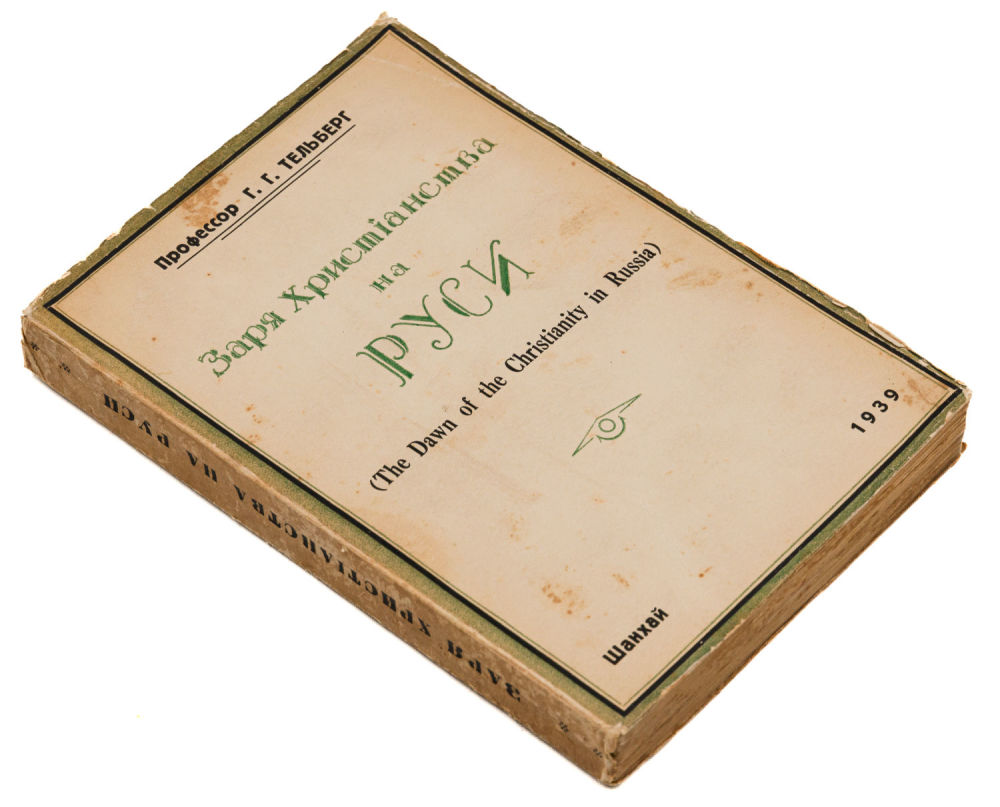 Профессор Г. Г. ТЕЛЬБЕРГ
Заря Христіанства
на
РУСИ
(The Dawn of the Christianity in Russia)
Шанхай
1939
ЗАРЯ ХРИСТІАНСТВА НА РУСИ